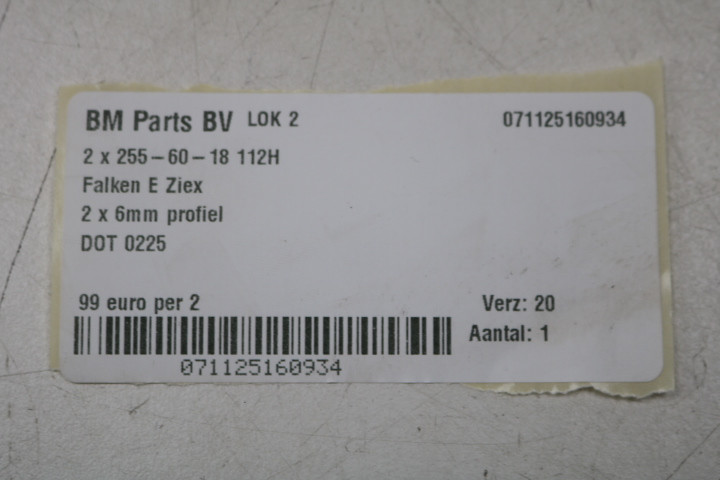 BM Parts BV LOK 2 071125160934
2 x 255-60-18 112H
Falken E Ziex
2 x 6mm profiel
DOT 0225
99 euro per 2 Verz: 20
Aantal: 1
071125160934